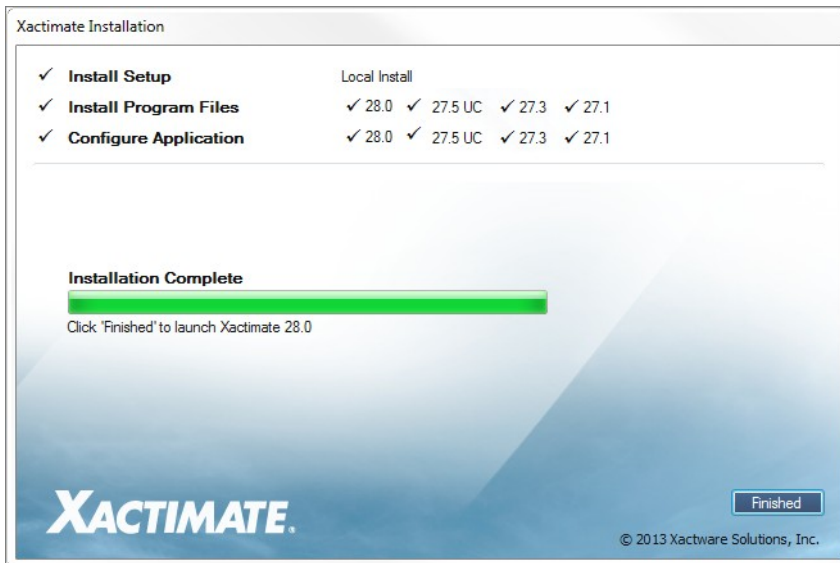 Xactimate Installation
✓ Install Setup Local Install
✓ Install Program Files ✓ 28.0 ✓ 27.5 UC ✓ 27.3 ✓ 27.1
✓ Configure Application ✓ 28.0 ✓ 27.5 UC ✓ 27.3 ✓ 27.1
Installation Complete
Click 'Finished' to launch Xactimate 28.0
XACTIMATE.
Finished
© 2013 Xactware Solutions, Inc.